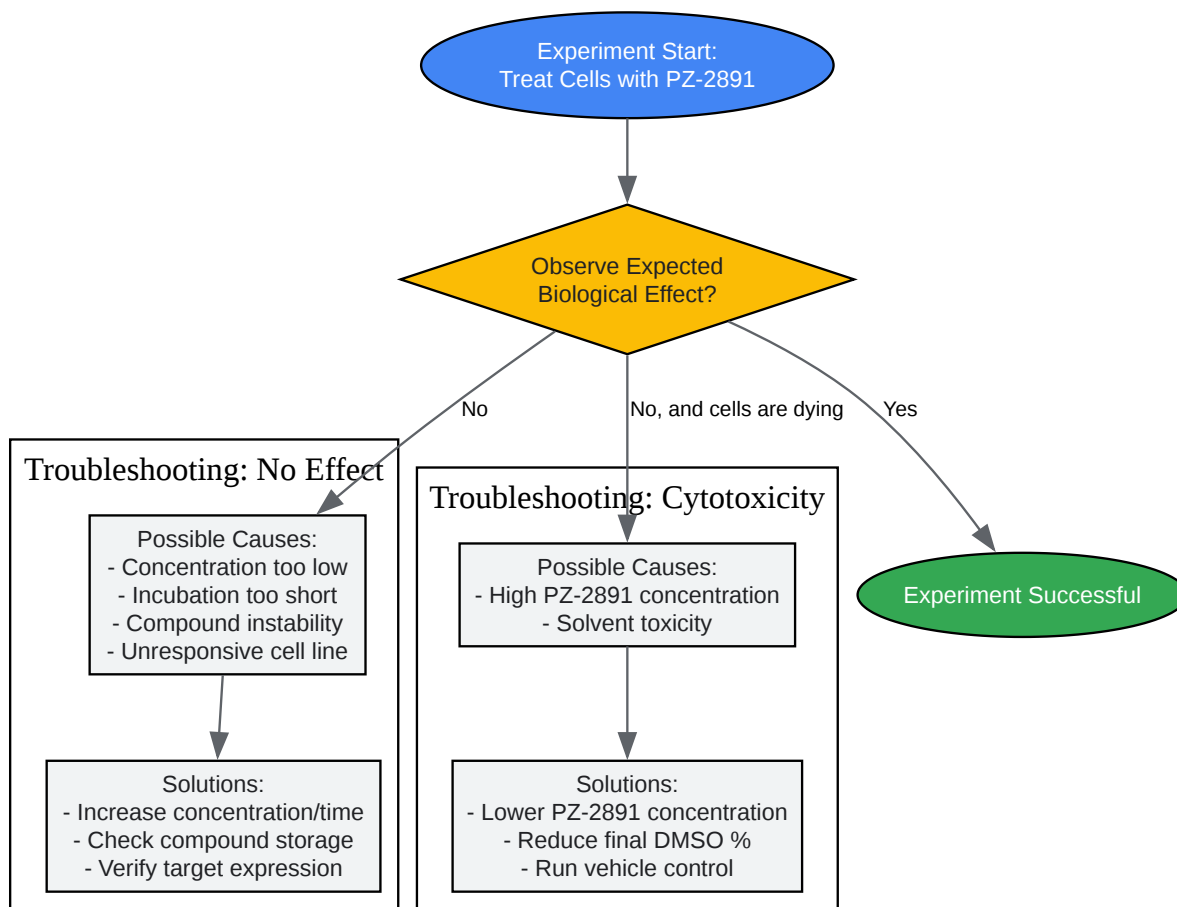 Experiment Start:
Treat Cells with PZ-2891
Observe Expected
Biological Effect?
No
No, and cells are dying
Yes
Troubleshooting: No Effect
Possible Causes:
- Concentration too low
- Incubation too short
- Compound instability
- Unresponsive cell line
Solutions:
- Increase concentration/time
- Check compound storage
- Verify target expression
Troubleshooting: Cytotoxicity
Possible Causes:
- High PZ-2891 concentration
- Solvent toxicity
Solutions:
- Lower PZ-2891 concentration
- Reduce final DMSO %
- Run vehicle control
Experiment Successful